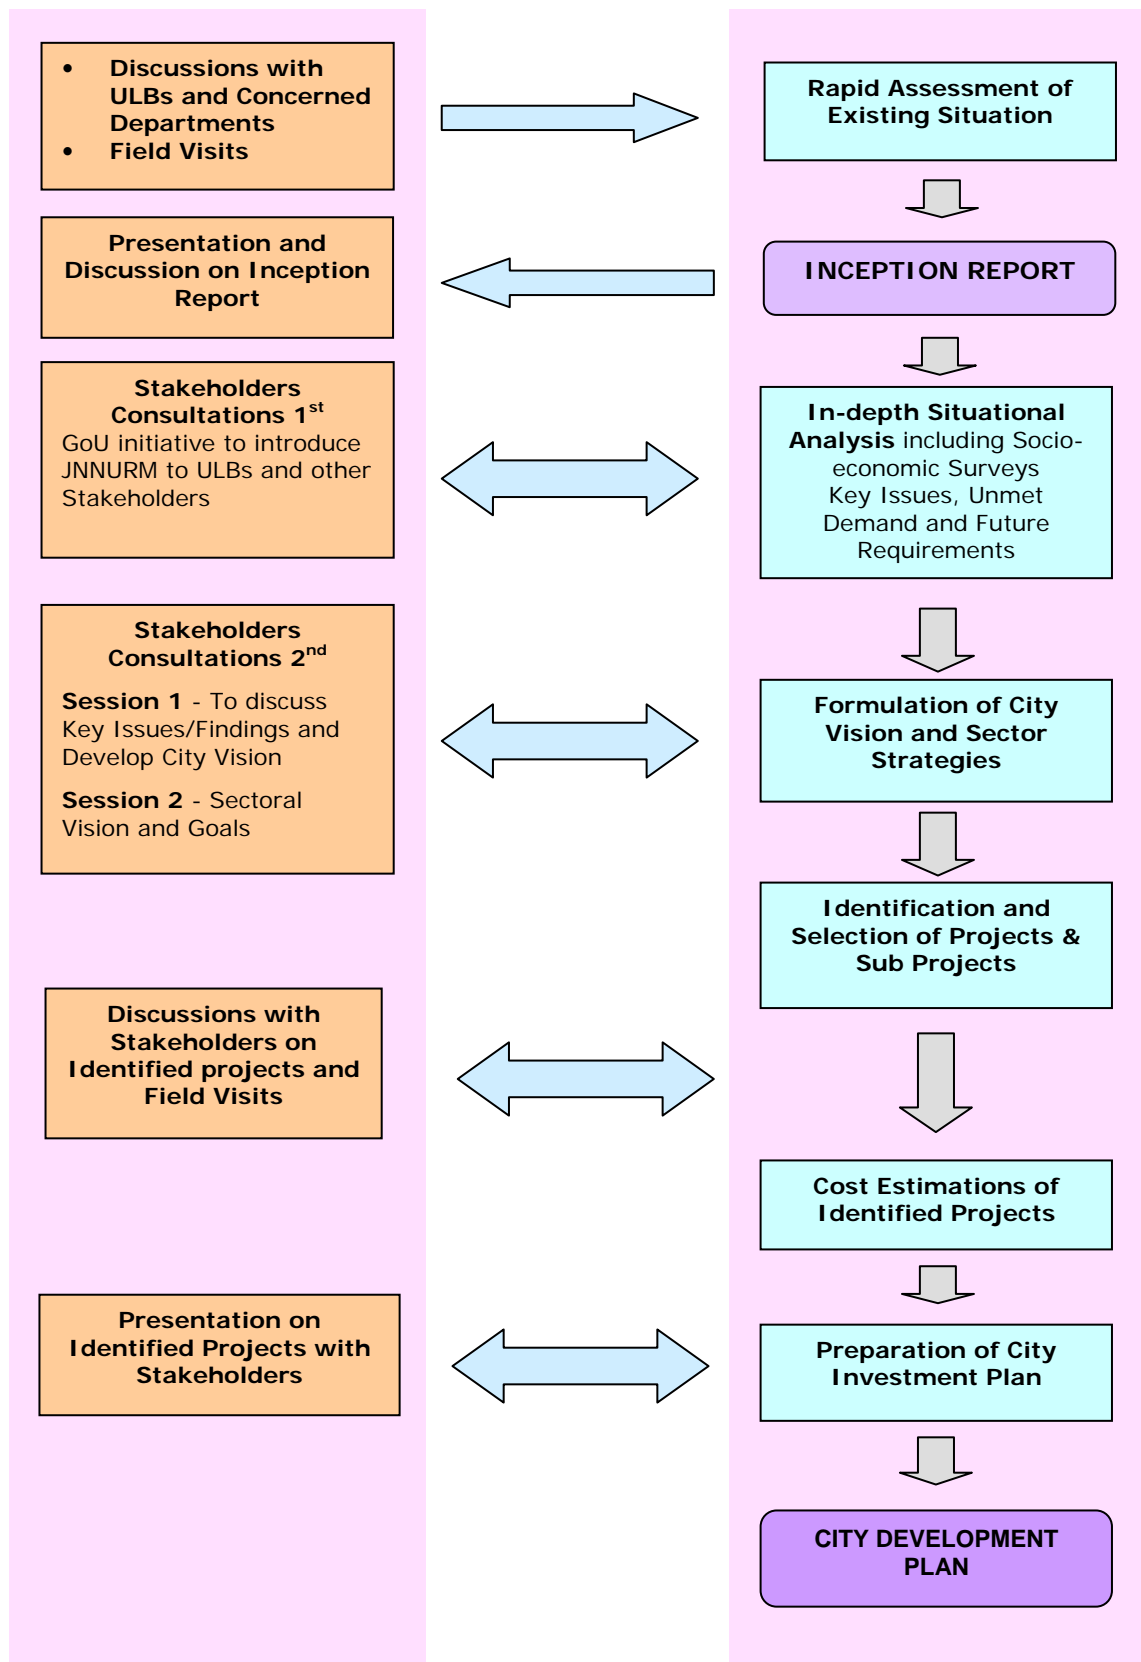 • Discussions with
ULBs and Concerned
Departments
• Field Visits
Rapid Assessment of
Existing Situation
Presentation and
Discussion on Inception
Report
INCEPTION REPORT
Stakeholders
Consultations 1st
GoU initiative to introduce
JNNURM to ULBs and other
Stakeholders
In-depth Situational
Analysis including Socio-
economic Surveys
Key Issues, Unmet
Demand and Future
Requirements
Stakeholders
Consultations 2nd
Session 1 - To discuss
Key Issues/Findings and
Develop City Vision
Session 2 - Sectoral
Vision and Goals
Formulation of City
Vision and Sector
Strategies
Identification and
Selection of Projects &
Sub Projects
Discussions with
Stakeholders on
Identified projects and
Field Visits
Cost Estimations of
Identified Projects
Presentation on
Identified Projects with
Stakeholders
Preparation of City
Investment Plan
CITY DEVELOPMENT
PLAN